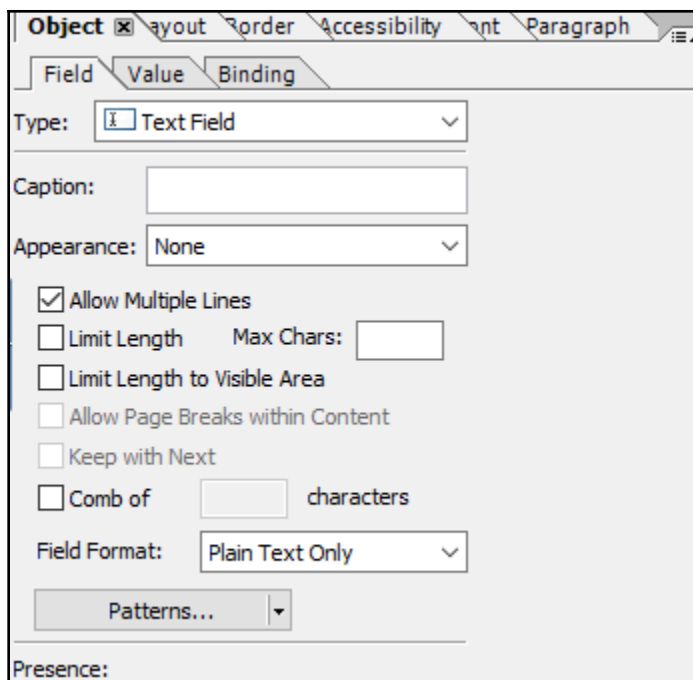 Object ayout Border Accessibility nt Paragraph
Field Value Binding
Type: Text Field
Caption:
Appearance: None
Allow Multiple Lines
Limit Length Max Chars:
Limit Length to Visible Area
Allow Page Breaks within Content
Keep with Next
Comb of characters
Field Format: Plain Text Only
Patterns...
Presence: